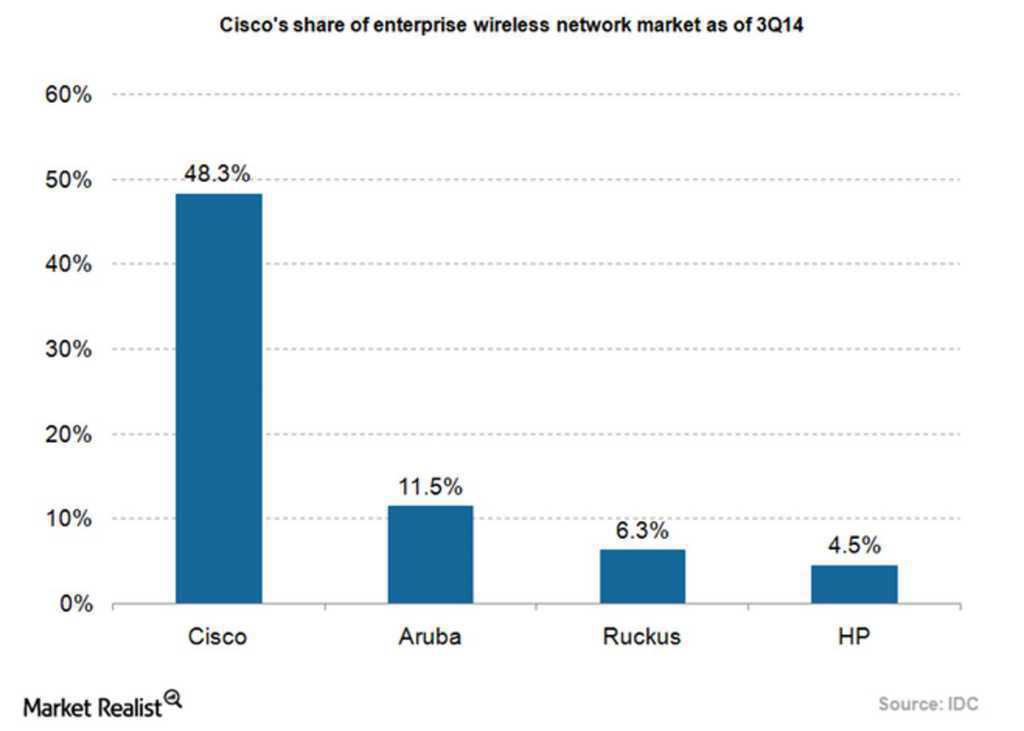 Cisco's share of enterprise wireless network market as of 3Q14
60%
50%
40%
30%
20%
10%
0%
48.3%
11.5%
6.3%
4.5%
Cisco
Aruba
Ruckus
HP
Market Realist
Source: IDC